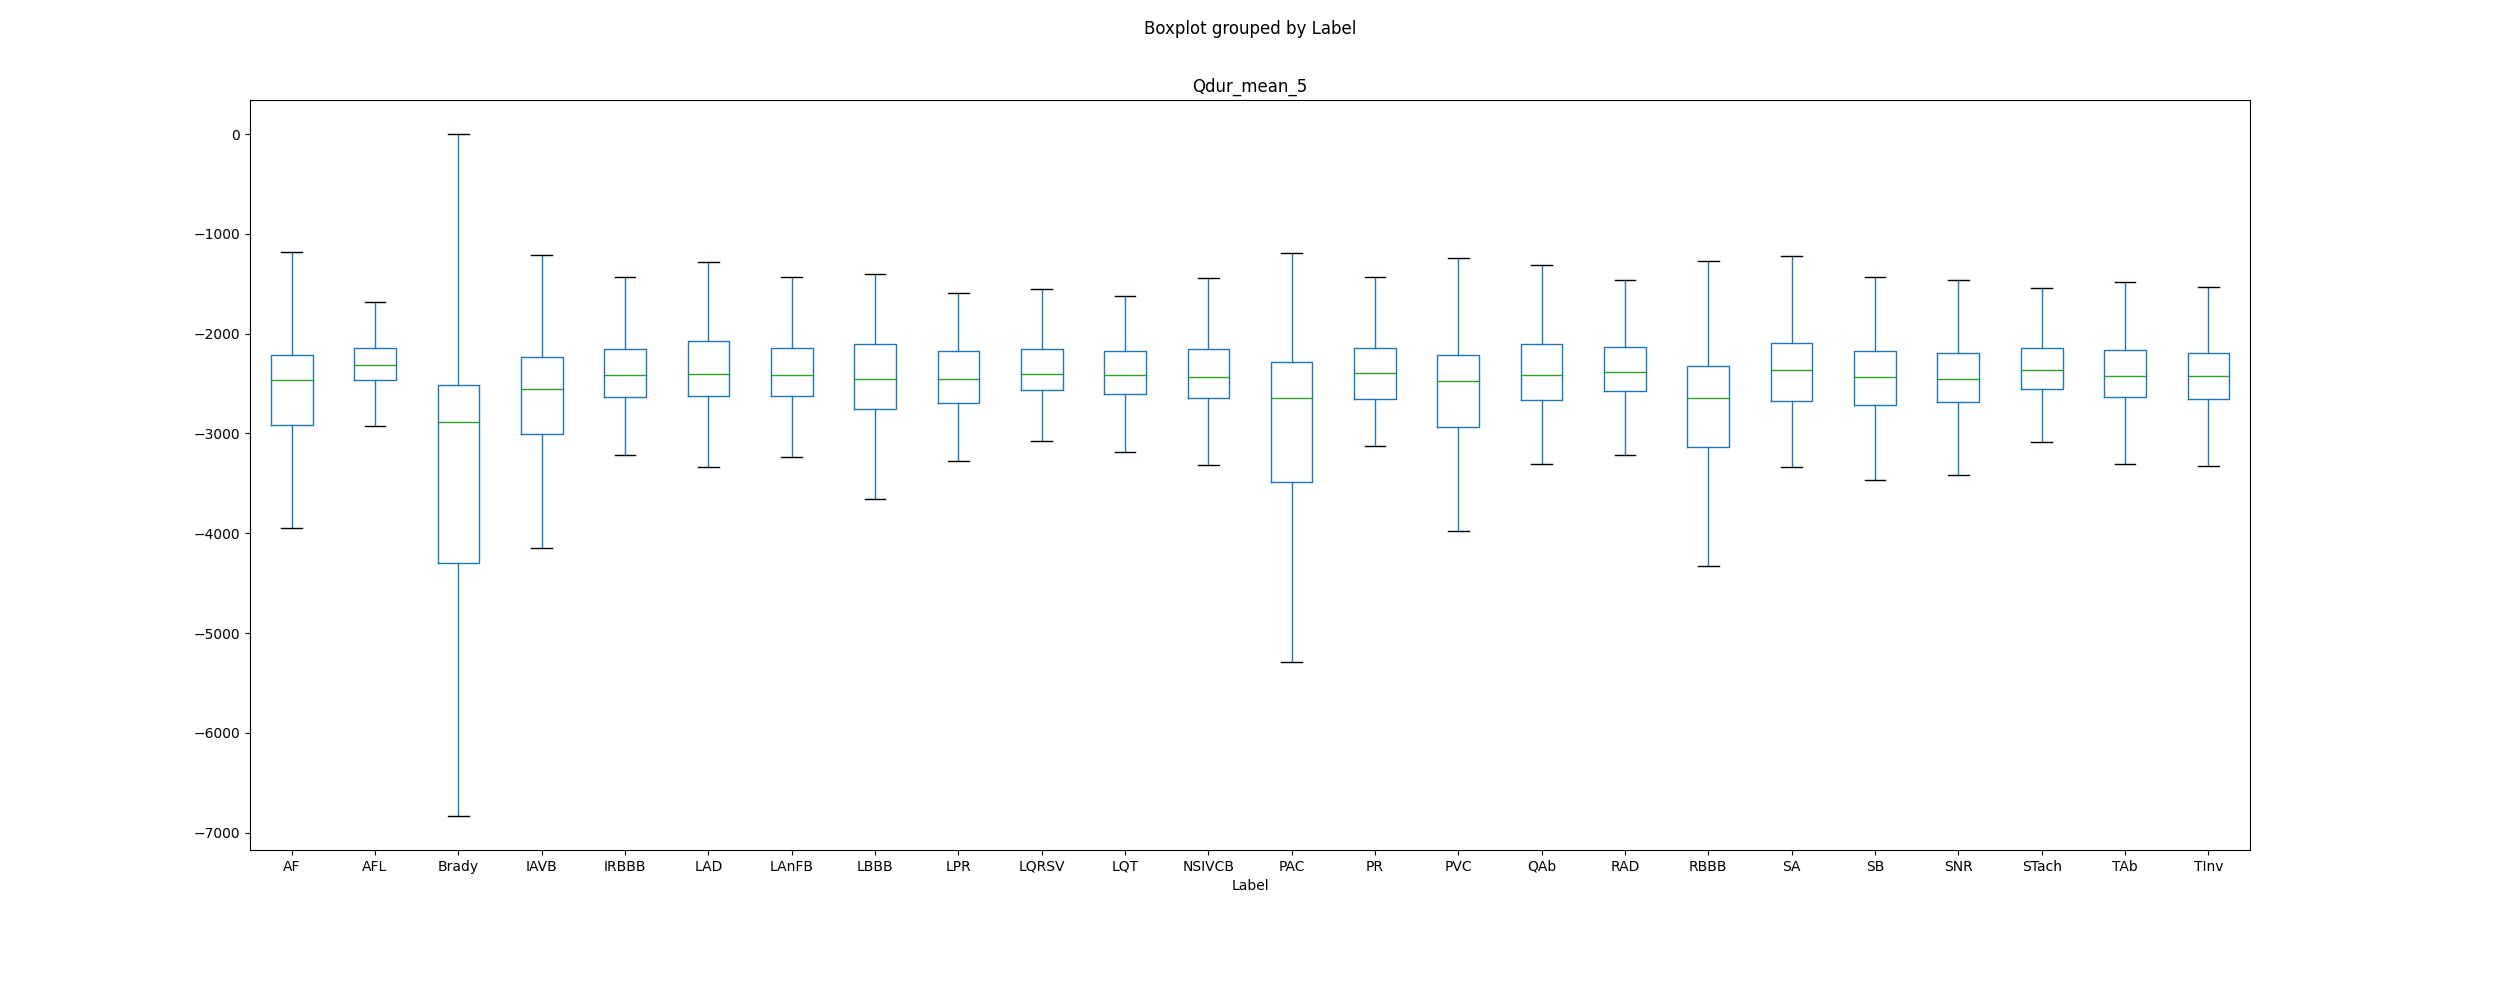 Boxplot grouped by Label
Qdur_mean_5
0
−1000
−2000
−3000
−4000
−5000
−6000
−7000
AF AFL Brady IAVB IRBBB LAD LAnFB LBBB LPR LQRSV LQT NSIVCB PAC PR PVC QAb RAD RBBB SA SB SNR STach TAb TInv
Label